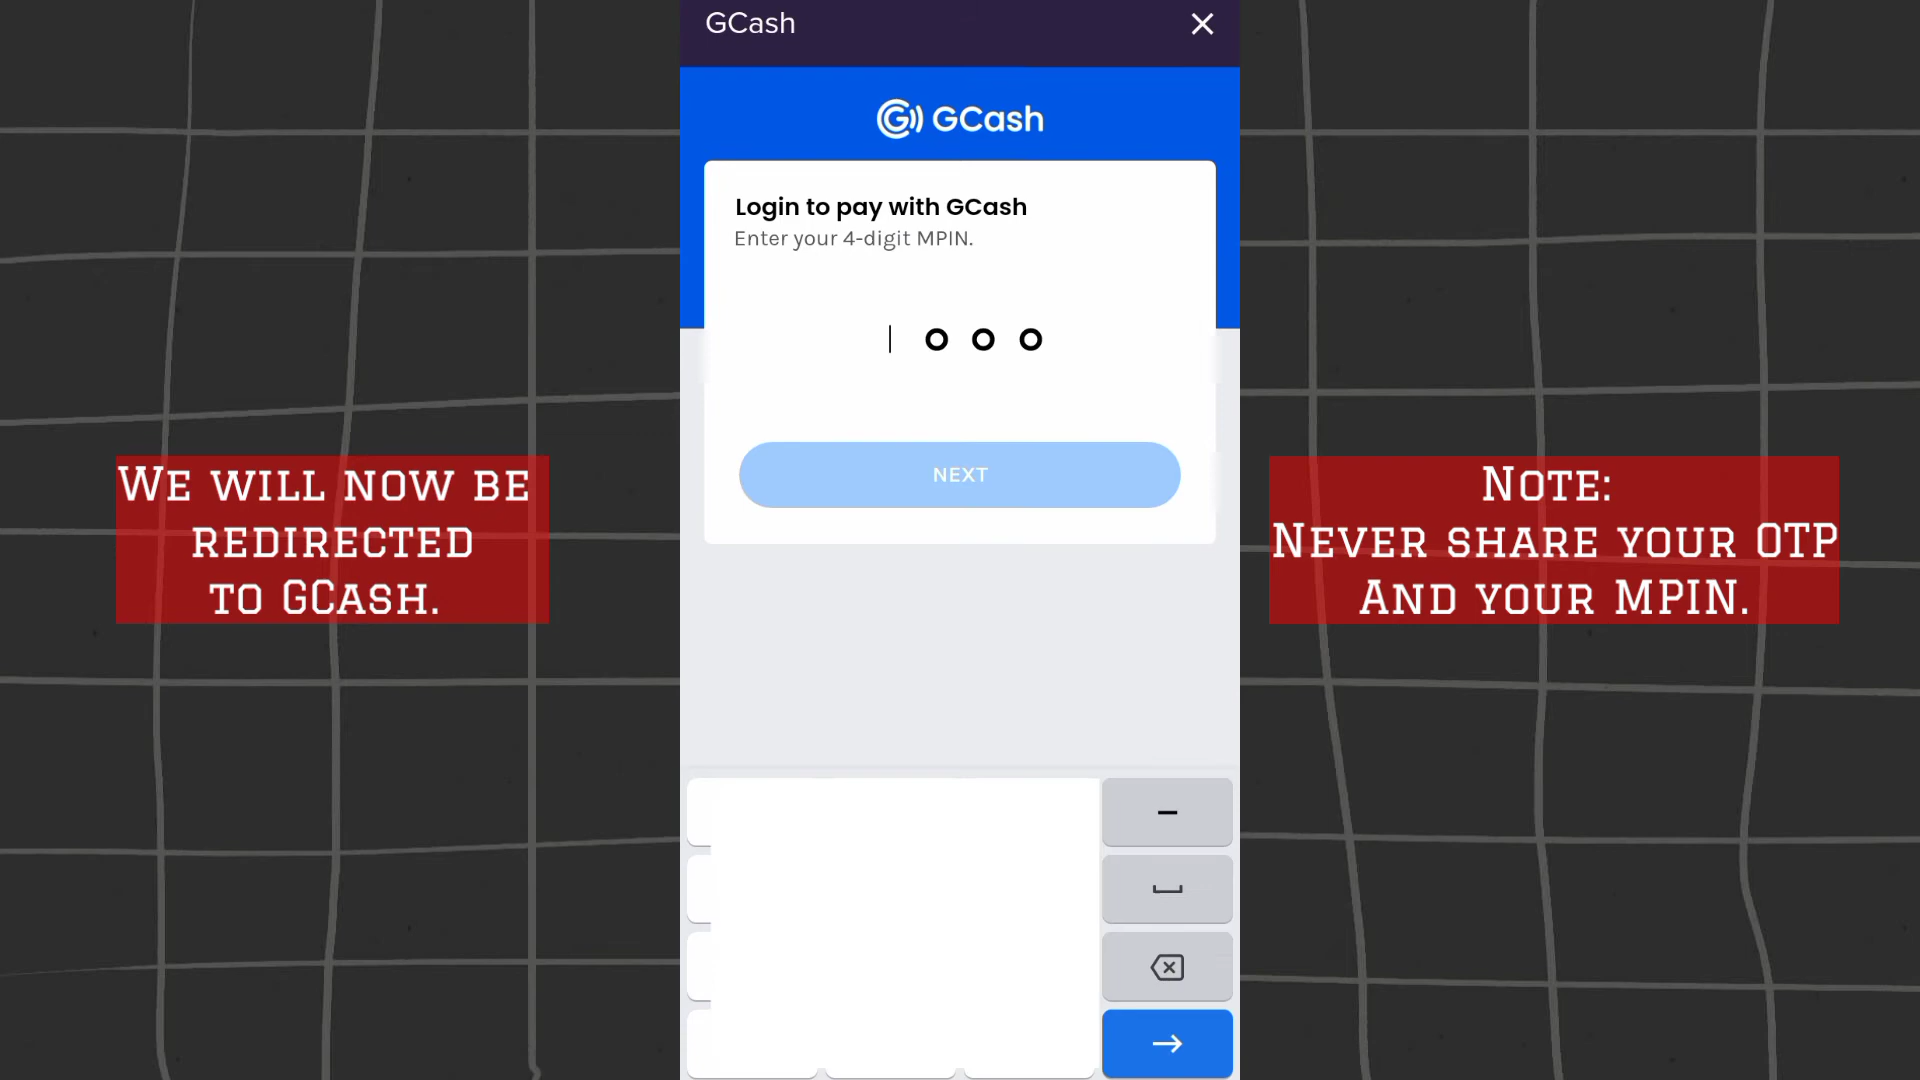 GCash
GCash
Login to pay with GCash
Enter your 4-digit MPIN.
NEXT
We will now be
redirected
to GCash.
Note:
Never share your OTP
And your MPIN.